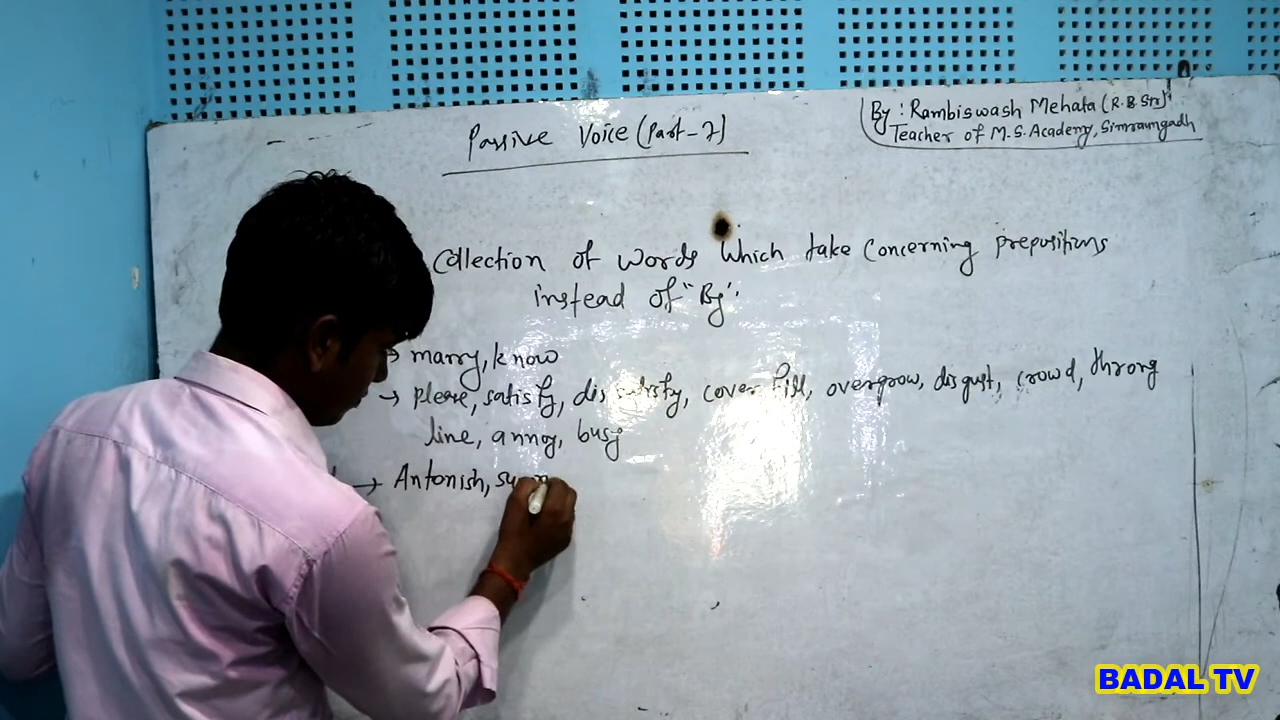 Passive Voice (Part-7)
By : Rambiswash Mehata (R.B Sir)
Teacher of M.S. Academy, Simraungadh
Collection of words which take concerning prepositions
instead of "By".
→ marry, know
→ please, satisfy, dissatisfy, cover, fill, overgrow, disgust, crowd, throng
line, annoy, busy
→ Antonish,
BADAL TV